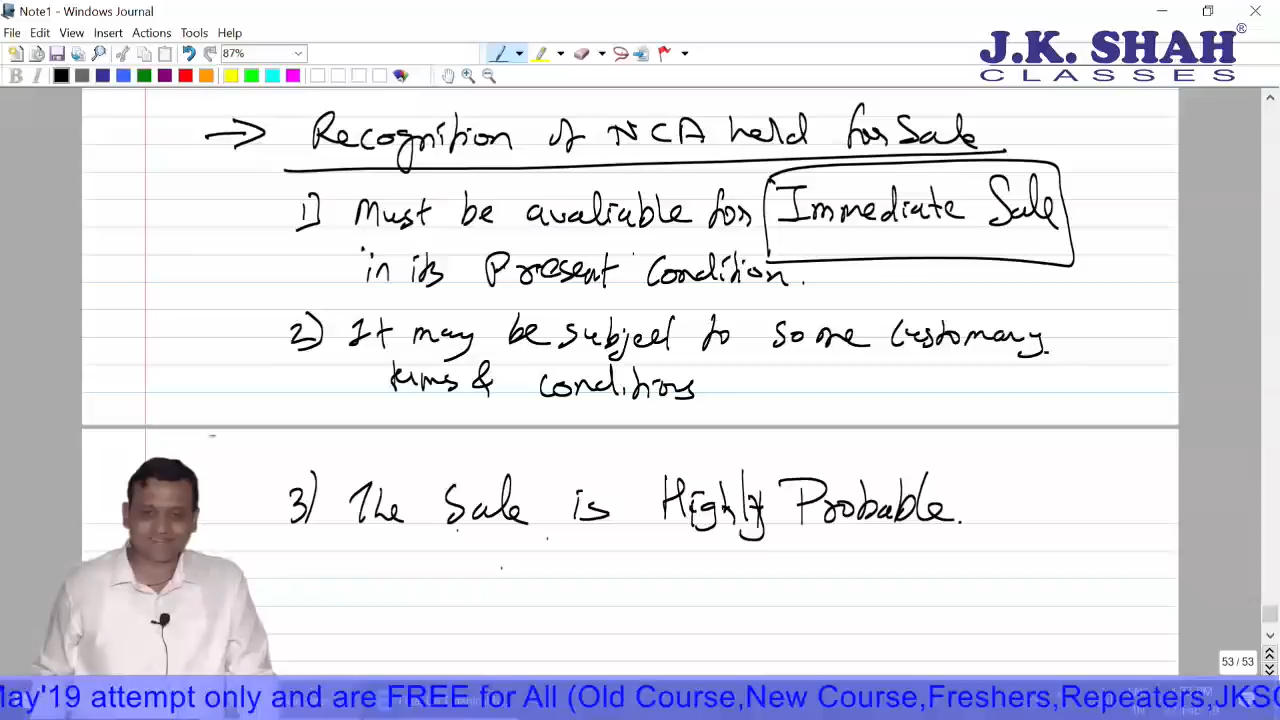 Note1 - Windows Journal
File Edit View Insert Actions Tools Help
87%
J.K. SHAH®
CLASSES
→ Recognition of NCA held for Sale
1) Must be avaliable for Immediate Sale
in its Present Condition.
2) It may be subject to some customary
terms & conditions
3) The Sale is Highly Probable.
53 / 53
May'19 attempt only and are FREE for All (Old Course,New Course,Freshers,Repeaters,JKSC